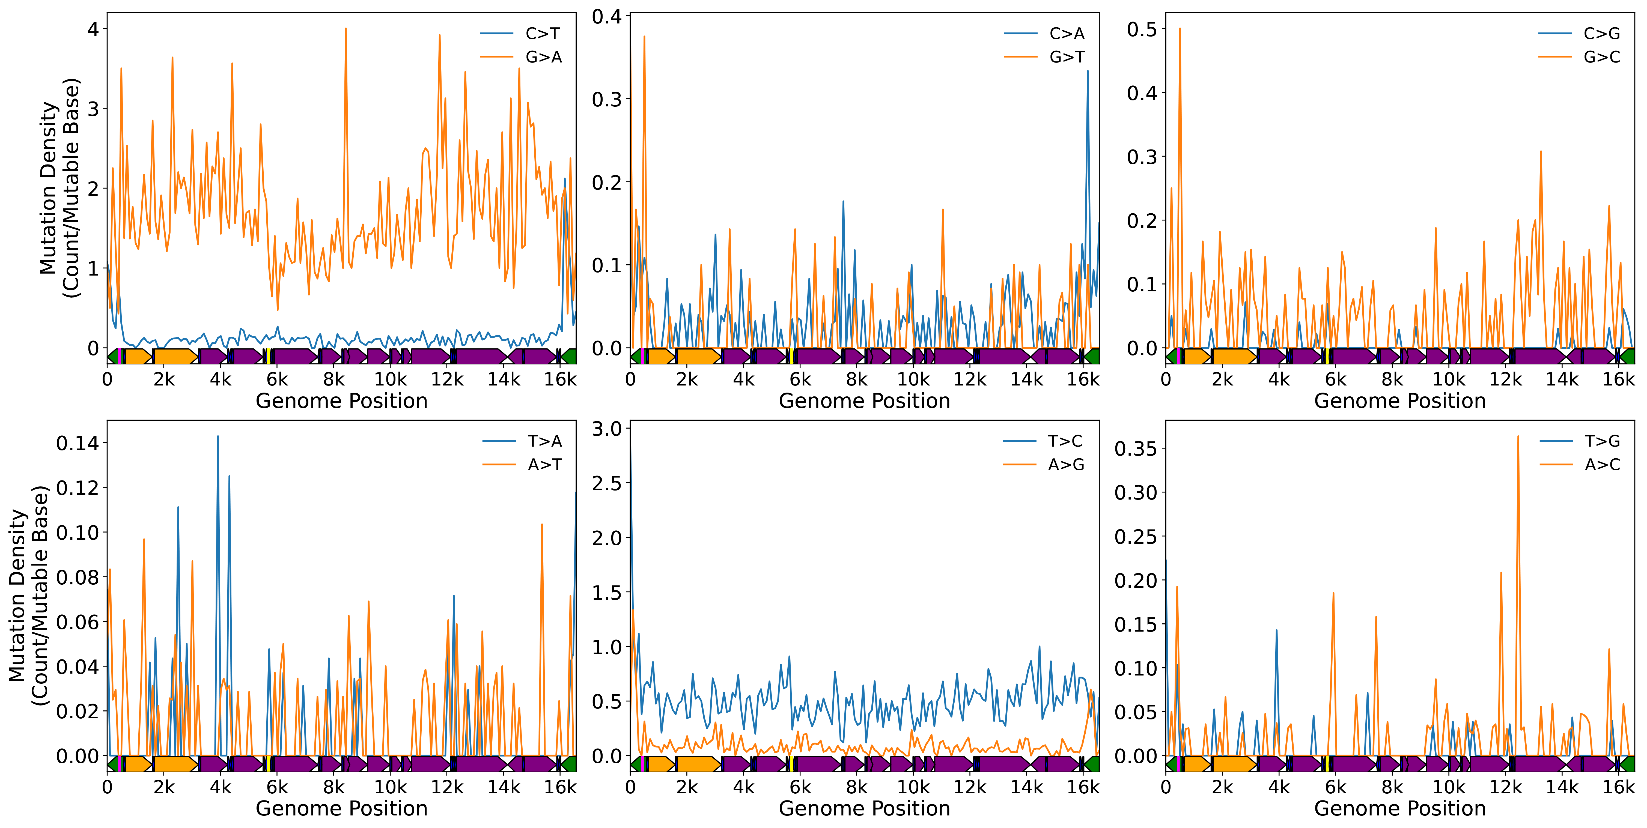 C>T
G>A
4
3
2
1
0
Mutation Density
(Count/Mutable Base)
0 2k 4k 6k 8k 10k 12k 14k 16k
Genome Position
C>A
G>T
0.4
0.3
0.2
0.1
0.0
0 2k 4k 6k 8k 10k 12k 14k 16k
Genome Position
C>G
G>C
0.5
0.4
0.3
0.2
0.1
0.0
0 2k 4k 6k 8k 10k 12k 14k 16k
Genome Position
T>A
A>T
0.14
0.12
0.10
0.08
0.06
0.04
0.02
0.00
Mutation Density
(Count/Mutable Base)
0 2k 4k 6k 8k 10k 12k 14k 16k
Genome Position
T>C
A>G
3.0
2.5
2.0
1.5
1.0
0.5
0.0
0 2k 4k 6k 8k 10k 12k 14k 16k
Genome Position
T>G
A>C
0.35
0.30
0.25
0.20
0.15
0.10
0.05
0.00
0 2k 4k 6k 8k 10k 12k 14k 16k
Genome Position